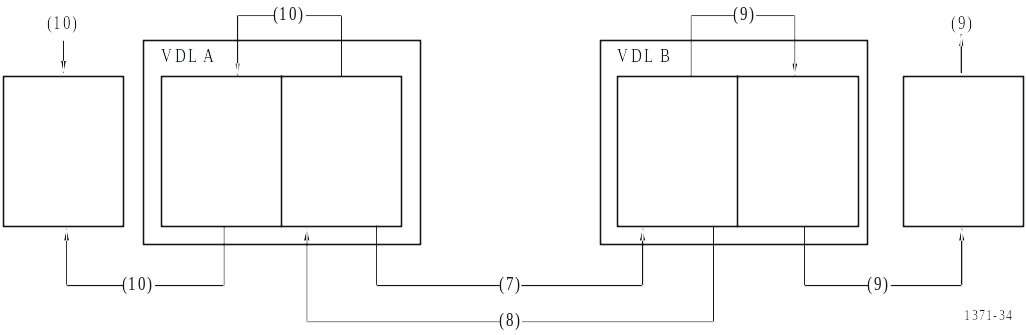 (10) (9)
(10) (9)
VDL A VDL B
(10) (7) (9)
(8)
1371-34